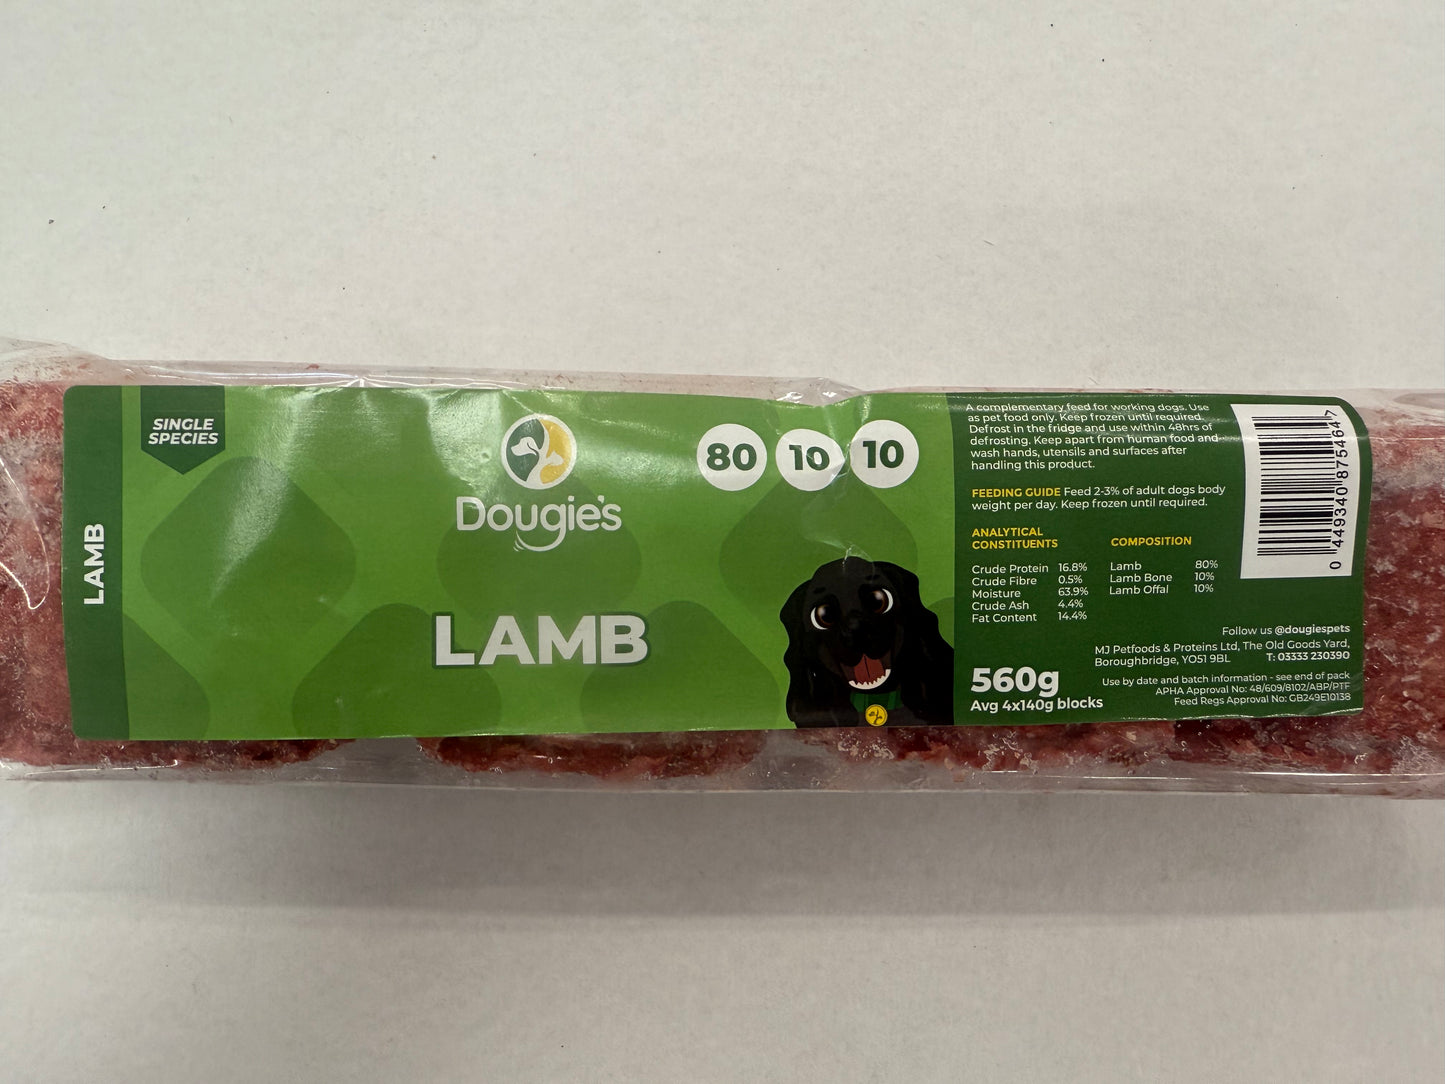 LAMB
SINGLE
SPECIES
Dougie's
LAMB
80 10 10
A complementary feed for working dogs. Use
as pet food only. Keep frozen until required.
Defrost in the fridge and use within 48hrs of
defrosting. Keep apart from human food and
wash hands, utensils and surfaces after
handling this product.
FEEDING GUIDE Feed 2-3% of adult dogs body
weight per day. Keep frozen until required.
ANALYTICAL
CONSTITUENTS
Crude Protein 16.8%
Crude Fibre 0.5%
Moisture 63.9%
Crude Ash 4.4%
Fat Content 14.4%
COMPOSITION
Lamb 80%
Lamb Bone 10%
Lamb Offal 10%
560g
Avg 4x140g blocks
0 449340 875464 7
Follow us @dougiespets
MJ Petfoods & Proteins Ltd, The Old Goods Yard,
Boroughbridge, YO51 9BL T: 03333 230390
Use by date and batch information - see end of pack
APHA Approval No: 48/609/8102/ABP/PTF
Feed Regs Approval No: GB249E10138